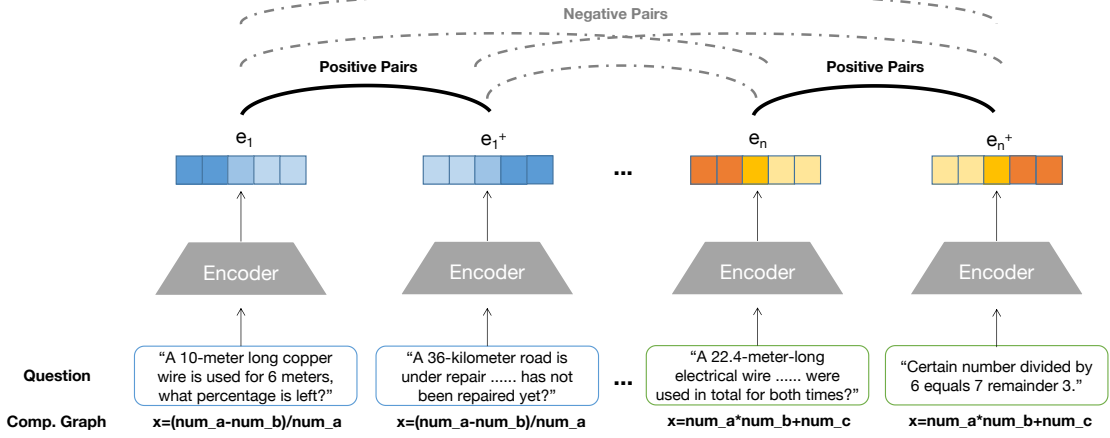 Negative Pairs
Positive Pairs
Positive Pairs
e1
e1+
en
en+
...
Encoder
Encoder
Encoder
Encoder
Question
“A 10-meter long copper
wire is used for 6 meters,
what percentage is left?”
“A 36-kilometer road is
under repair ...... has not
been repaired yet?”
...
“A 22.4-meter-long
electrical wire ...... were
used in total for both times?”
“Certain number divided by
6 equals 7 remainder 3.”
Comp. Graph
x=(num_a-num_b)/num_a
x=(num_a-num_b)/num_a
x=num_a*num_b+num_c
x=num_a*num_b+num_c